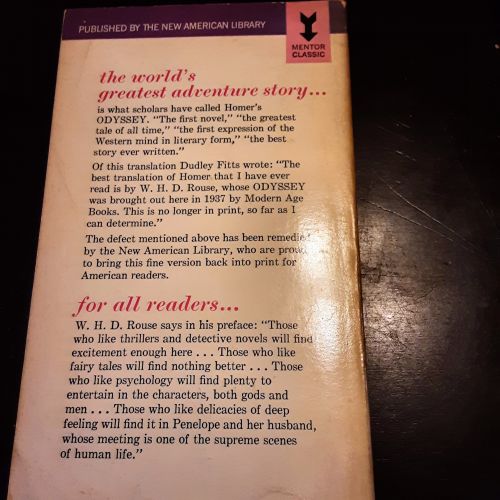 PUBLISHED BY THE NEW AMERICAN LIBRARY
MENTOR
CLASSIC
the world's
greatest adventure story...
is what scholars have called Homer's
ODYSSEY. "The first novel," "the greatest
tale of all time," "the first expression of the
Western mind in literary form," "the best
story ever written."
Of this translation Dudley Fitts wrote: "The
best translation of Homer that I have ever
read is by W. H. D. Rouse, whose ODYSSEY
was brought out here in 1937 by Modern Age
Books. This is no longer in print, so far as I
can determine."
The defect mentioned above has been remedied
by the New American Library, who are proud
to bring this fine version back into print for
American readers.
for all readers...
W. H. D. Rouse says in his preface: "Those
who like thrillers and detective novels will find
excitement enough here . . . Those who like
fairy tales will find nothing better . . . Those
who like psychology will find plenty to
entertain in the characters, both gods and
men . . . Those who like delicacies of deep
feeling will find it in Penelope and her husband,
whose meeting is one of the supreme scenes
of human life."